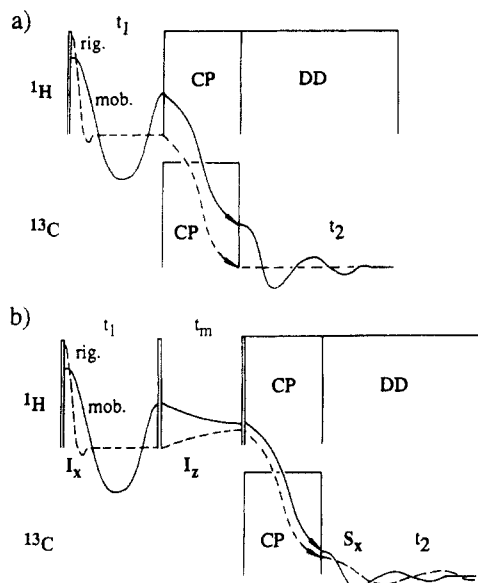 a)
t₁
rig.
CP
DD
¹H
mob.
¹³C
CP
t₂
b)
t₁
tₘ
rig.
CP
DD
¹H
mob.
Iₓ
I_z
¹³C
CP
Sₓ
t₂